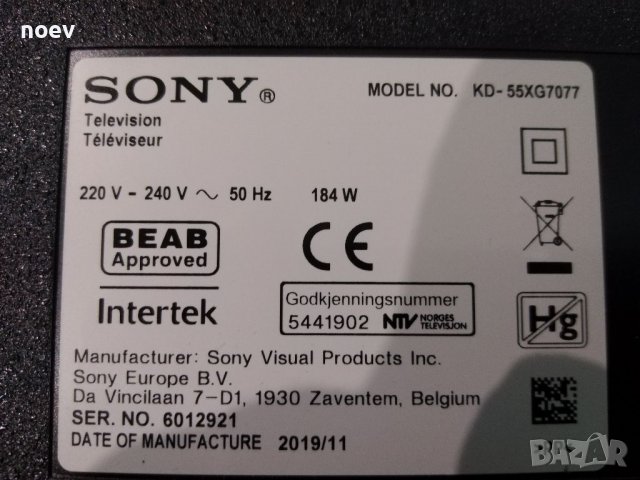 noev
SONY®
MODEL NO. KD-55XG7077
Television
Téléviseur
220 V - 240 V ~ 50 Hz 184 W
BEAB
Approved
CE
Intertek
Godkjenningsnummer
5441902 NTV NORGES
TELEVISJON
Hg
Manufacturer: Sony Visual Products Inc.
Sony Europe B.V.
Da Vincilaan 7-D1, 1930 Zaventem, Belgium
SER. NO. 6012921
DATE OF MANUFACTURE 2019/11
BAZAR